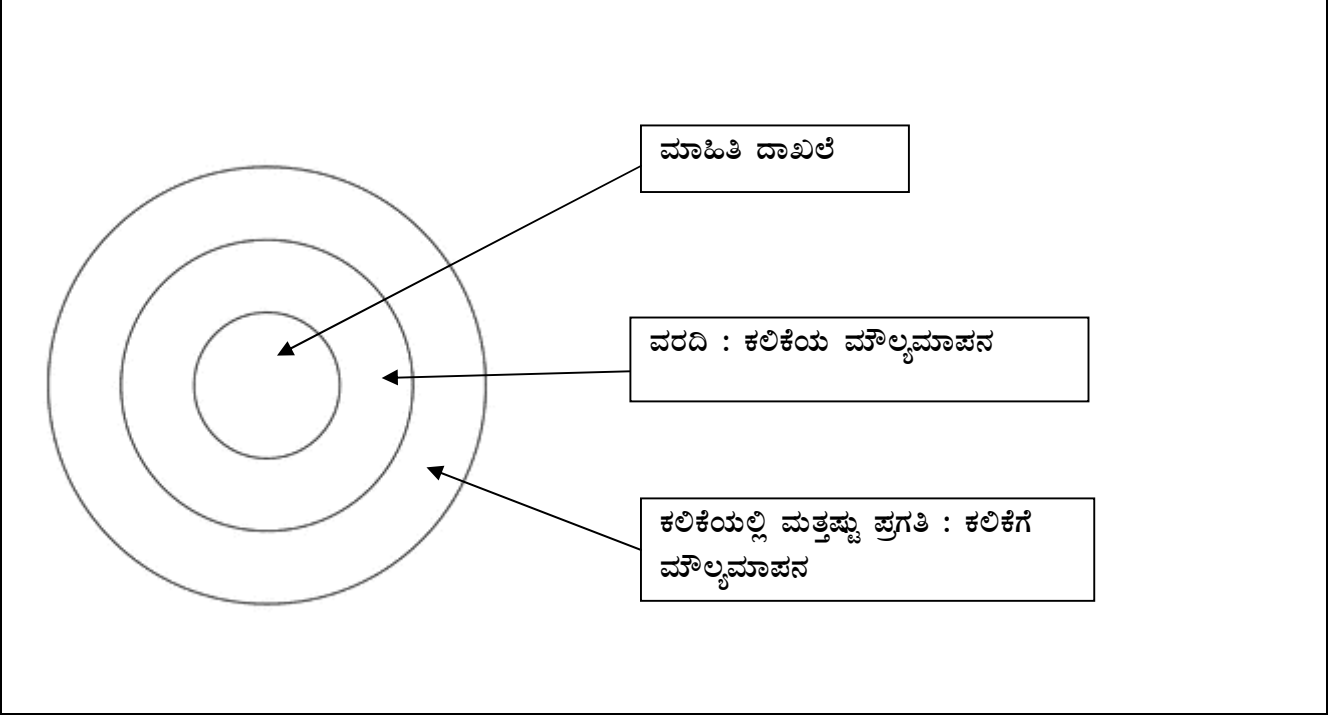 ಮಾಹಿತಿ ದಾಖಲೆ
ವರದಿ : ಕಲಿಕೆಯ ಮೌಲ್ಯಮಾಪನ
ಕಲಿಕೆಯಲ್ಲಿ ಮತ್ತಷ್ಟು ಪ್ರಗತಿ : ಕಲಿಕೆಗೆ
ಮೌಲ್ಯಮಾಪನ